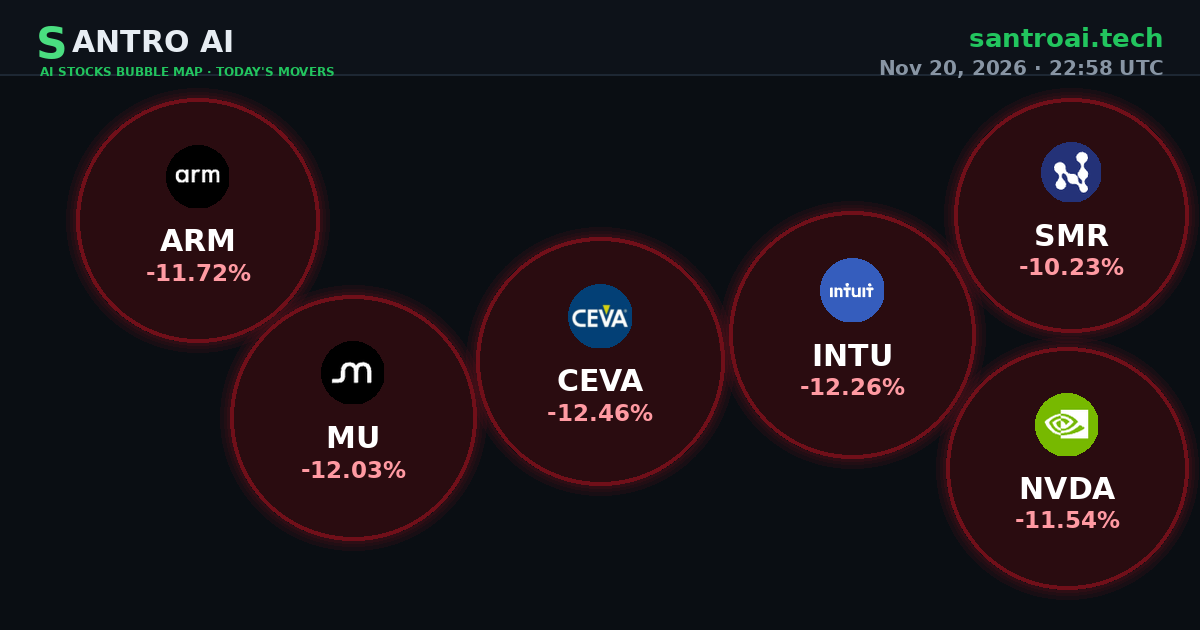 SANTRO AI
AI STOCKS BUBBLE MAP · TODAY'S MOVERS
santroai.tech
Nov 20, 2026 · 22:58 UTC
arm
ARM
-11.72%
MU
-12.03%
CEVA
CEVA
-12.46%
intuit
INTU
-12.26%
SMR
-10.23%
NVDA
-11.54%